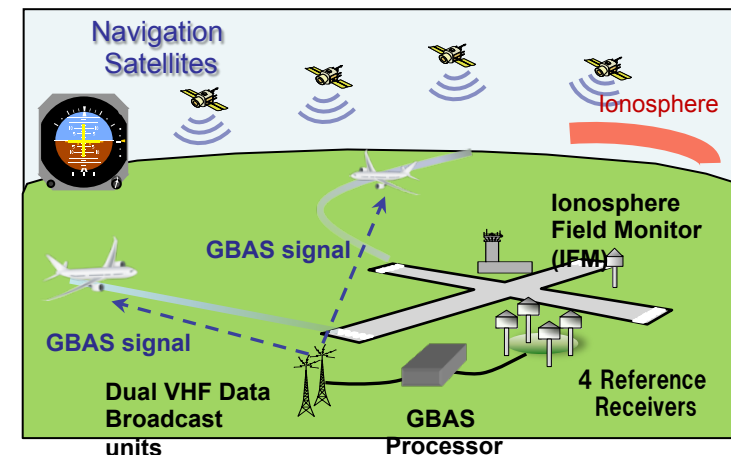 Navigation
Satellites
Ionosphere
Ionosphere
Field Monitor
(IFM)
GBAS signal
GBAS signal
Dual VHF Data
Broadcast
units
GBAS
Processor
4 Reference
Receivers